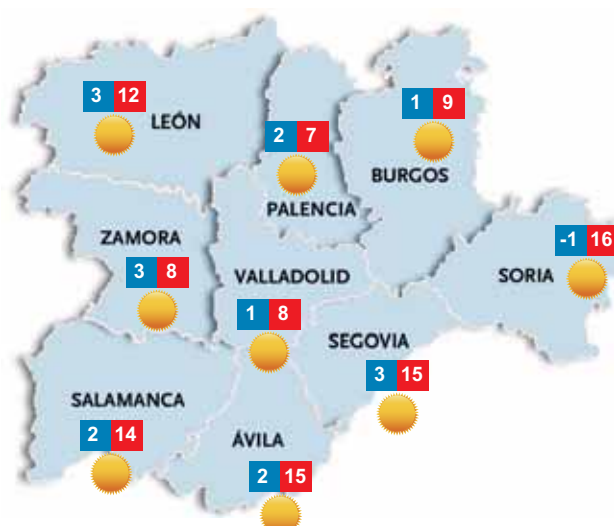 3 12
LEÓN
2 7
PALENCIA
1 9
BURGOS
ZAMORA
3 8
VALLADOLID
1 8
-1 16
SORIA
SEGOVIA
3 15
SALAMANCA
2 14
ÁVILA
2 15